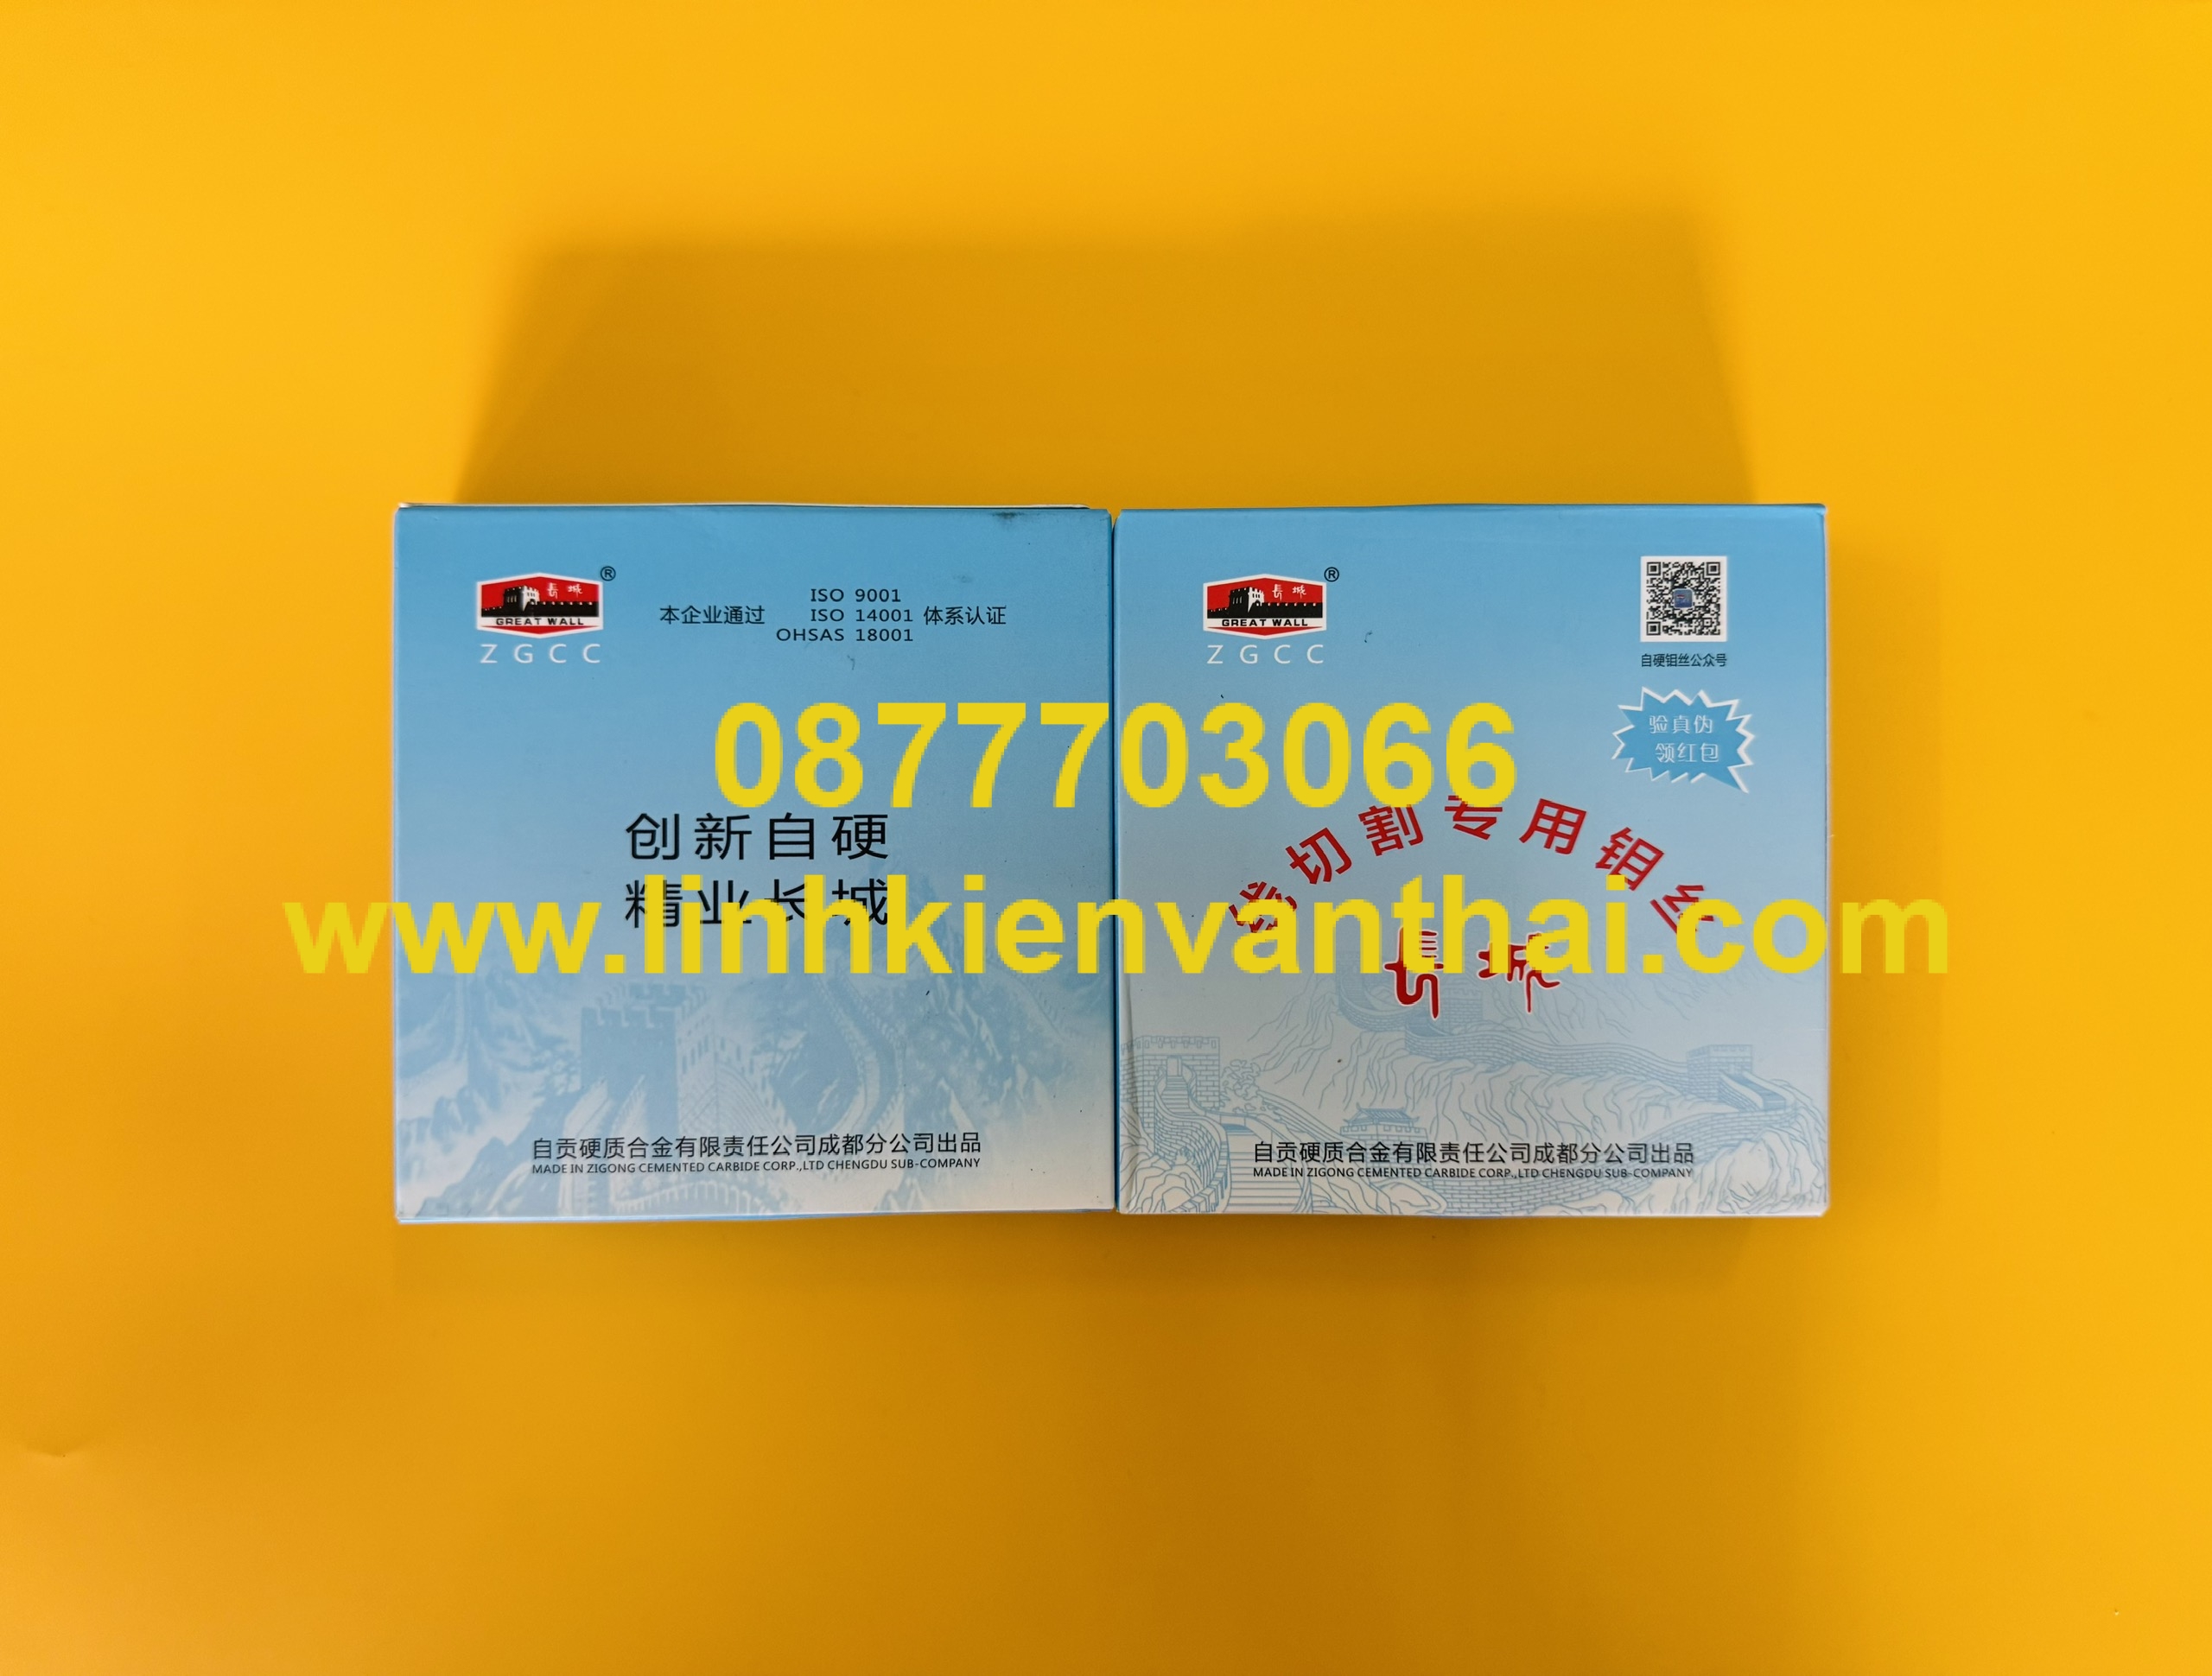 長城
GREAT WALL
®
ZGCC
本企业通过
ISO 9001
ISO 14001
OHSAS 18001
体系认证
创新自硬
精业长城
自贡硬质合金有限责任公司成都分公司出品
MADE IN ZIGONG CEMENTED CARBIDE CORP.,LTD CHENGDU SUB-COMPANY
長城
GREAT WALL
®
ZGCC
自硬钼丝公众号
验真伪
领红包
线切割专用钼丝
長城
自贡硬质合金有限责任公司成都分公司出品
MADE IN ZIGONG CEMENTED CARBIDE CORP.,LTD CHENGDU SUB-COMPANY
0877703066
www.linhkienvanthai.com